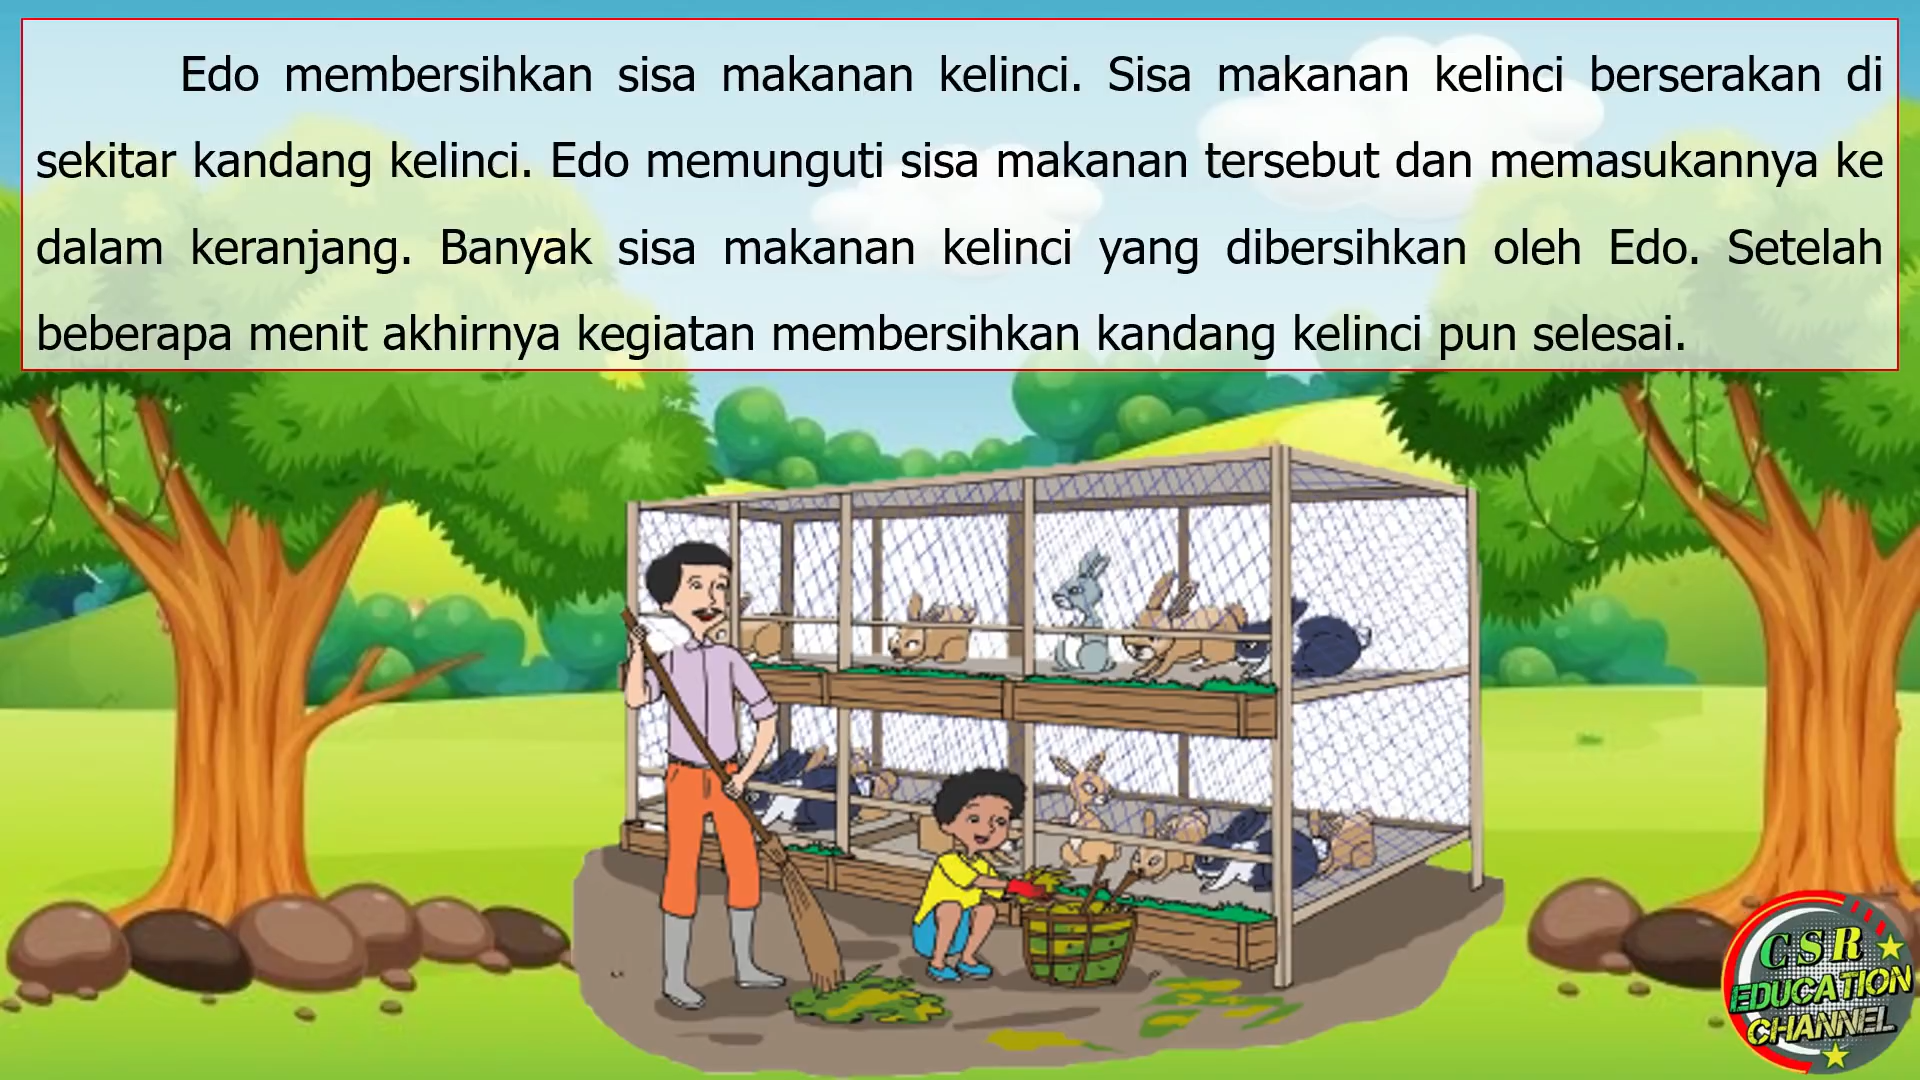 Edo membersihkan sisa makanan kelinci. Sisa makanan kelinci berserakan di
sekitar kandang kelinci. Edo memunguti sisa makanan tersebut dan memasukannya ke
dalam keranjang. Banyak sisa makanan kelinci yang dibersihkan oleh Edo. Setelah
beberapa menit akhirnya kegiatan membersihkan kandang kelinci pun selesai.
CSR
EDUCATION
CHANNEL